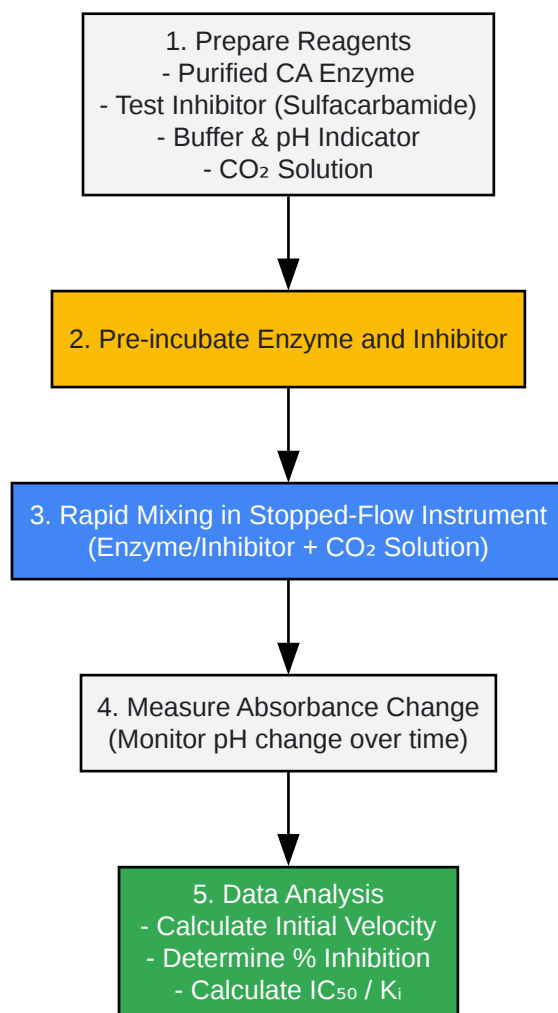 1. Prepare Reagents
- Purified CA Enzyme
- Test Inhibitor (Sulfacarbamide)
- Buffer & pH Indicator
- CO₂ Solution
2. Pre-incubate Enzyme and Inhibitor
3. Rapid Mixing in Stopped-Flow Instrument
(Enzyme/Inhibitor + CO₂ Solution)
4. Measure Absorbance Change
(Monitor pH change over time)
5. Data Analysis
- Calculate Initial Velocity
- Determine % Inhibition
- Calculate IC₅₀ / Kᵢ